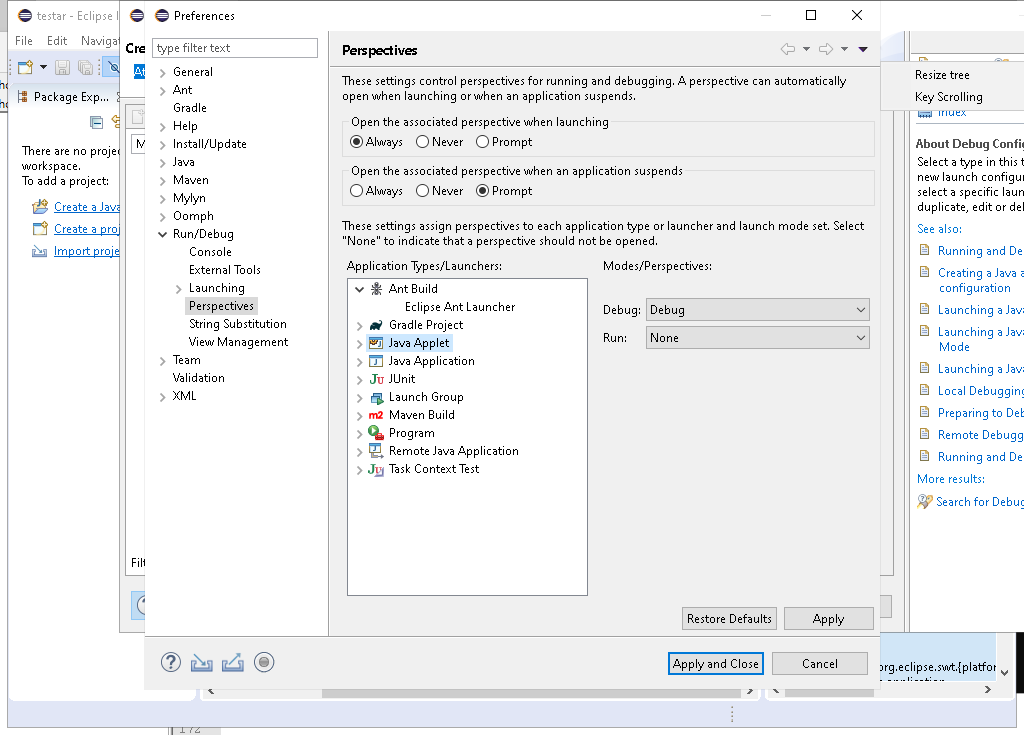 testar - Eclipse I
File Edit Navigat
Package Exp...
There are no projec
workspace.
To add a project:
Create a Java
Create a proj
Import proje
Cre
At
M
Filt
Preferences
type filter text
General
Ant
Gradle
Help
Install/Update
Java
Maven
Mylyn
Oomph
Run/Debug
Console
External Tools
Launching
Perspectives
String Substitution
View Management
Team
Validation
XML
Perspectives
These settings control perspectives for running and debugging. A perspective can automatically
open when launching or when an application suspends.
Open the associated perspective when launching
Always Never Prompt
Open the associated perspective when an application suspends
Always Never Prompt
These settings assign perspectives to each application type or launcher and launch mode set. Select
"None" to indicate that a perspective should not be opened.
Application Types/Launchers:
Ant Build
Eclipse Ant Launcher
Gradle Project
Java Applet
Java Application
JUnit
Launch Group
Maven Build
Program
Remote Java Application
Task Context Test
Modes/Perspectives:
Debug: Debug
Run: None
Restore Defaults Apply
Apply and Close Cancel
Resize tree
Key Scrolling
Index
About Debug Config
Select a type in this t
new launch configur
select a specific laun
duplicate, edit or del
See also:
Running and De
Creating a Java a
configuration
Launching a Java
Launching a Java
Mode
Launching a Java
Local Debugging
Preparing to Deb
Remote Debugg
Running and De
More results:
Search for Debug
org.eclipse.swt.{platfor
application
172